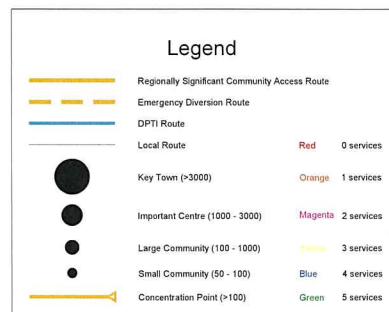 Legend
Regionally Significant Community Access Route
Emergency Diversion Route
DPTI Route
Local Route Red 0 services
Key Town (>3000) Orange 1 services
Important Centre (1000 - 3000) Magenta 2 services
Large Community (100 - 1000) Yellow 3 services
Small Community (50 - 100) Blue 4 services
Concentration Point (>100) Green 5 services